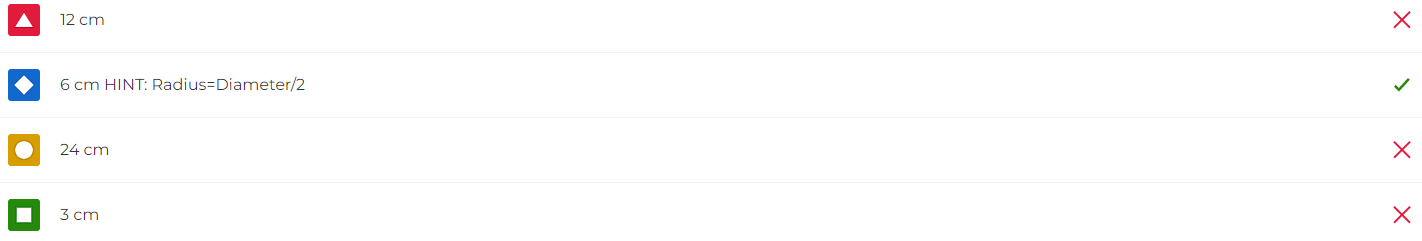 12 cm
6 cm HINT: Radius=Diameter/2
24 cm
3 cm